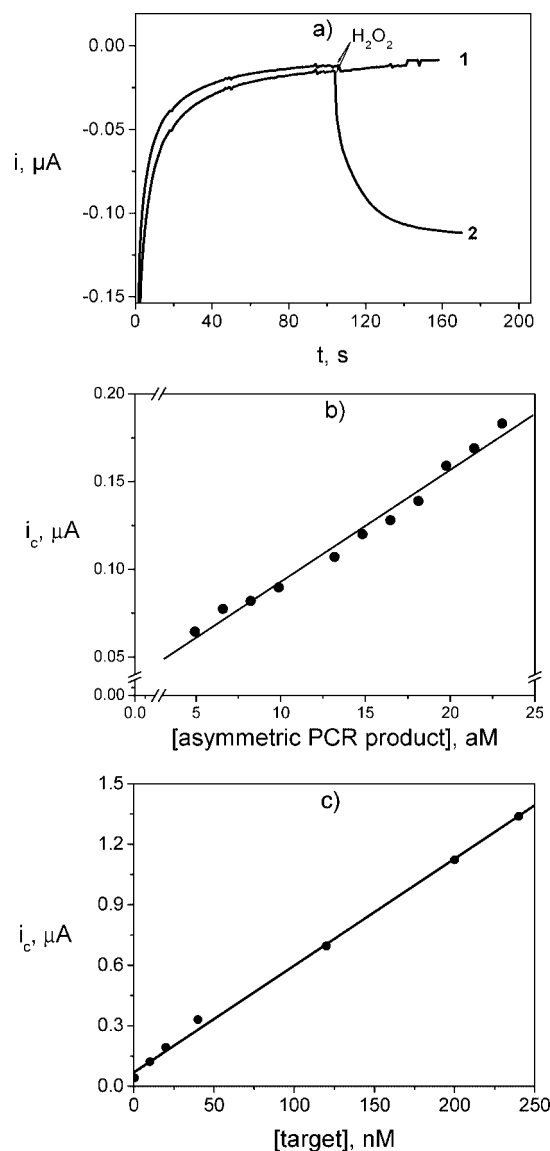 a)
H₂O₂
0.00
1
-0.05
i, µA
-0.10
2
-0.15
0 40 80 120 160 200
t, s
0.20
b)
0.15
i_c, µA
0.10
0.05
0.00
0.0 5 10 15 20 25
[asymmetric PCR product], aM
1.5
c)
1.2
0.9
i_c, µA
0.6
0.3
0.0
0 50 100 150 200 250
[target], nM